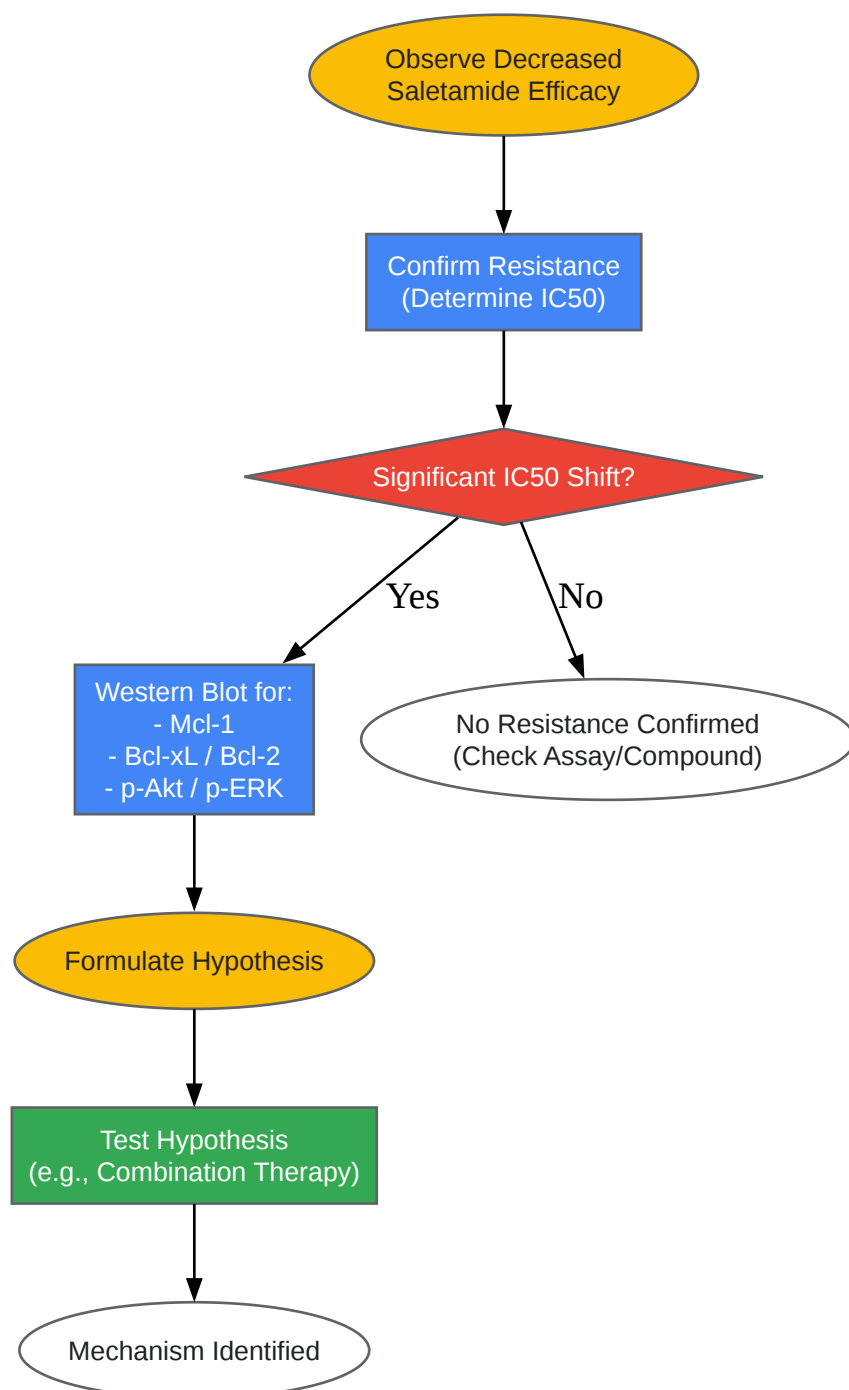 Observe Decreased
Saletamide Efficacy
Confirm Resistance
(Determine IC50)
Significant IC50 Shift?
Yes
No
Western Blot for:
- Mcl-1
- Bcl-xL / Bcl-2
- p-Akt / p-ERK
No Resistance Confirmed
(Check Assay/Compound)
Formulate Hypothesis
Test Hypothesis
(e.g., Combination Therapy)
Mechanism Identified